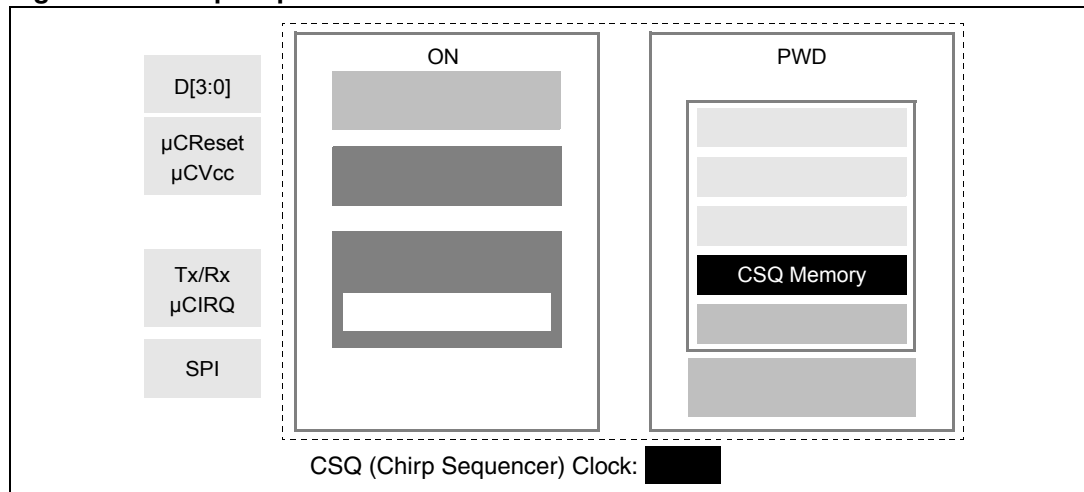 ON
PWD
D[3:0]
µCReset
µCVcc
Tx/Rx
µCIRQ
CSQ Memory
SPI
CSQ (Chirp Sequencer) Clock: